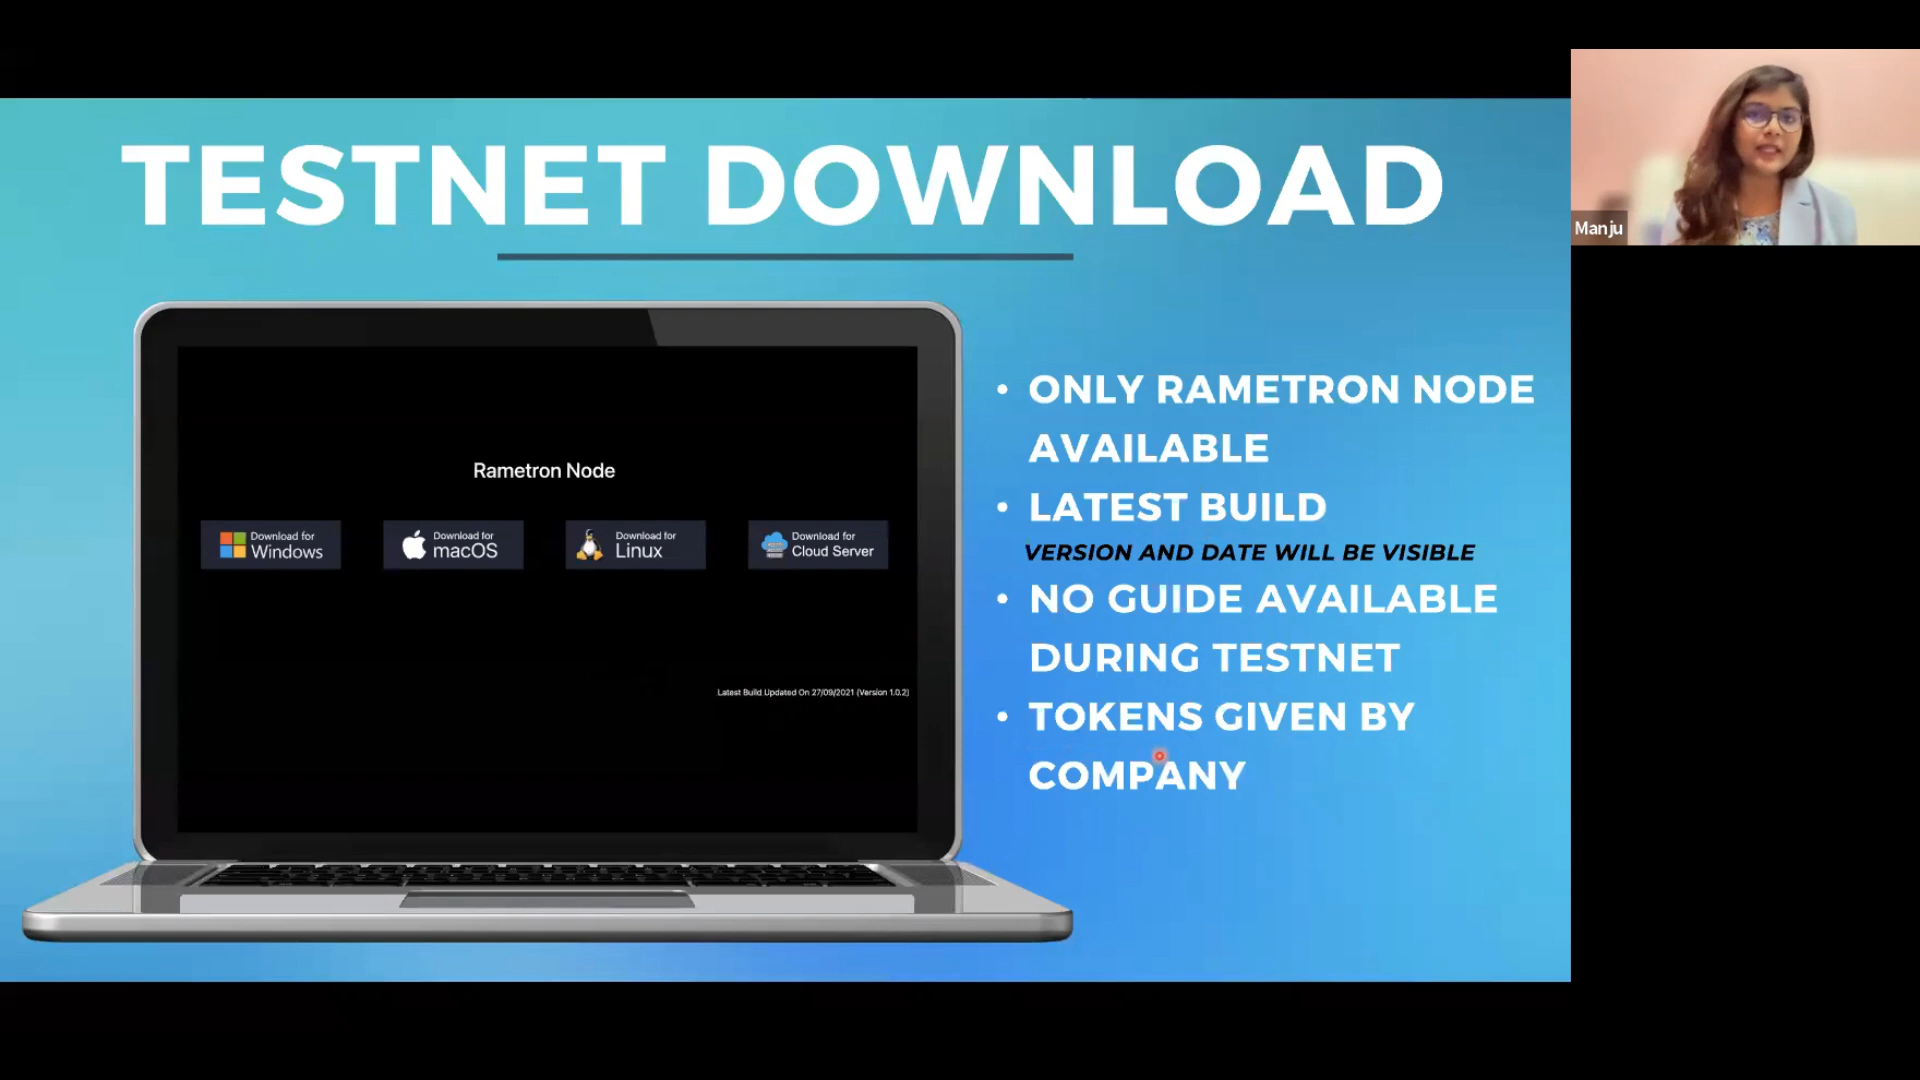 TESTNET DOWNLOAD
Manju
Rametron Node
Download for
Windows
Download for
macOS
Download for
Linux
Download for
Cloud Server
Latest Build Updated On 27/09/2021 (Version 1.0.2)
• ONLY RAMETRON NODE
AVAILABLE
• LATEST BUILD
VERSION AND DATE WILL BE VISIBLE
• NO GUIDE AVAILABLE
DURING TESTNET
• TOKENS GIVEN BY
COMPANY